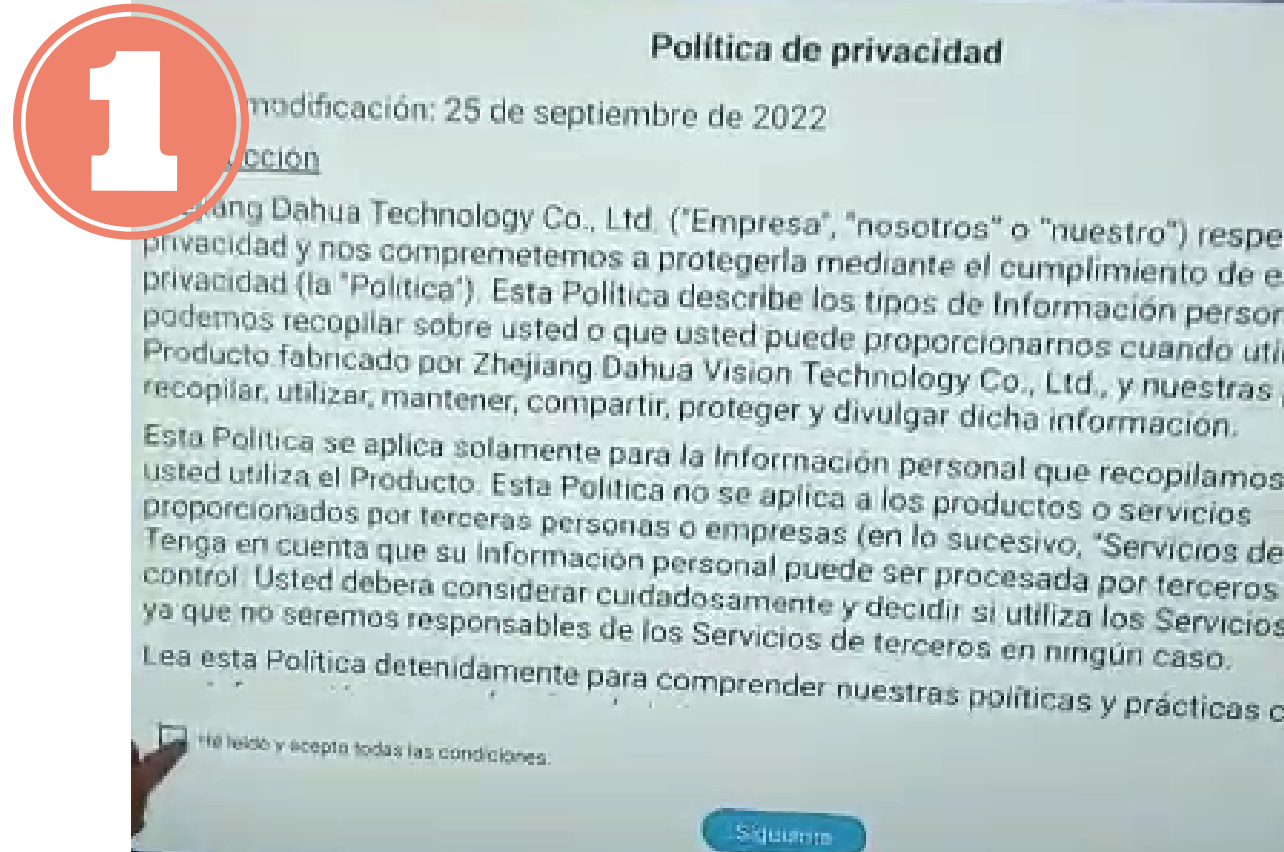 1
Política de privacidad
modificación: 25 de septiembre de 2022
cción
ang Dahua Technology Co., Ltd. ("Empresa", "nosotros" o "nuestro") respe
privacidad y nos comprometemos a protegerla mediante el cumplimiento de e
privacidad (la "Política"). Esta Política describe los tipos de Información person
podemos recopilar sobre usted o que usted puede proporcionarnos cuando uti
Producto fabricado por Zhejiang Dahua Vision Technology Co., Ltd., y nuestras
recopilar, utilizar, mantener, compartir, proteger y divulgar dicha información.
Esta Política se aplica solamente para la Información personal que recopilamos
usted utiliza el Producto. Esta Política no se aplica a los productos o servicios
proporcionados por terceras personas o empresas (en lo sucesivo, "Servicios de
Tenga en cuenta que su Información personal puede ser procesada por terceros
control. Usted deberá considerar cuidadosamente y decidir si utiliza los Servicios
ya que no seremos responsables de los Servicios de terceros en ningún caso.
Lea esta Política detenidamente para comprender nuestras políticas y prácticas c
He leído y acepto todas las condiciones.
Siguiente